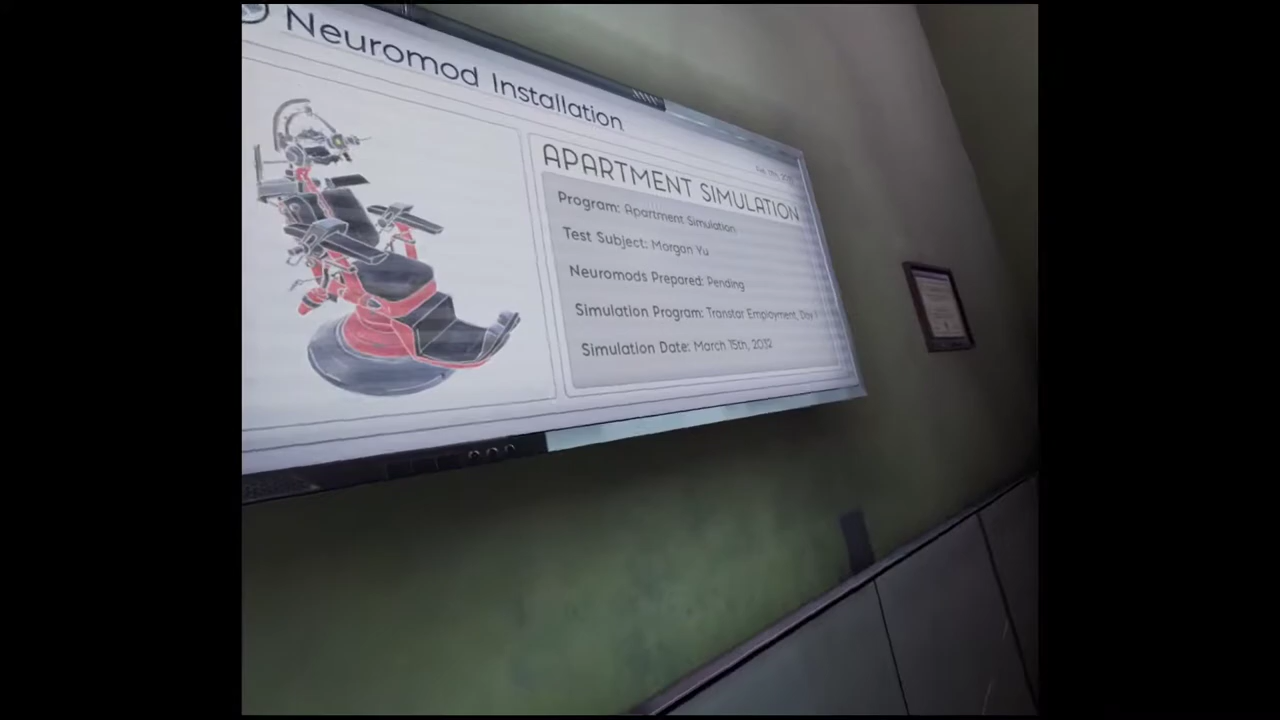 Neuromod Installation
APARTMENT SIMULATION
Program: Apartment Simulation
Test Subject: Morgan Yu
Neuromods Prepared: Pending
Simulation Program: Transtar Employment, Day
Simulation Date: March 15th, 2032